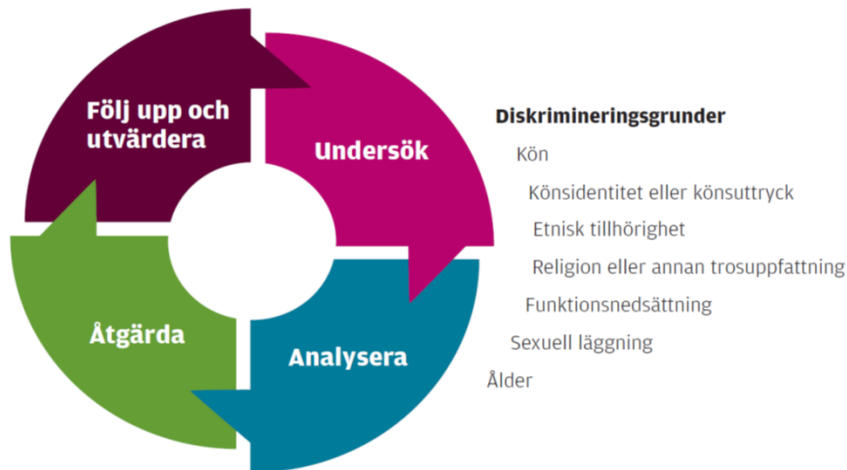 Följ upp och
utvärdera
Undersök
Åtgärda
Analysera
Diskrimineringsgrunder
Kön
Könsidentitet eller könsuttryck
Etnisk tillhörighet
Religion eller annan trosuppfattning
Funktionsnedsättning
Sexuell läggning
Ålder